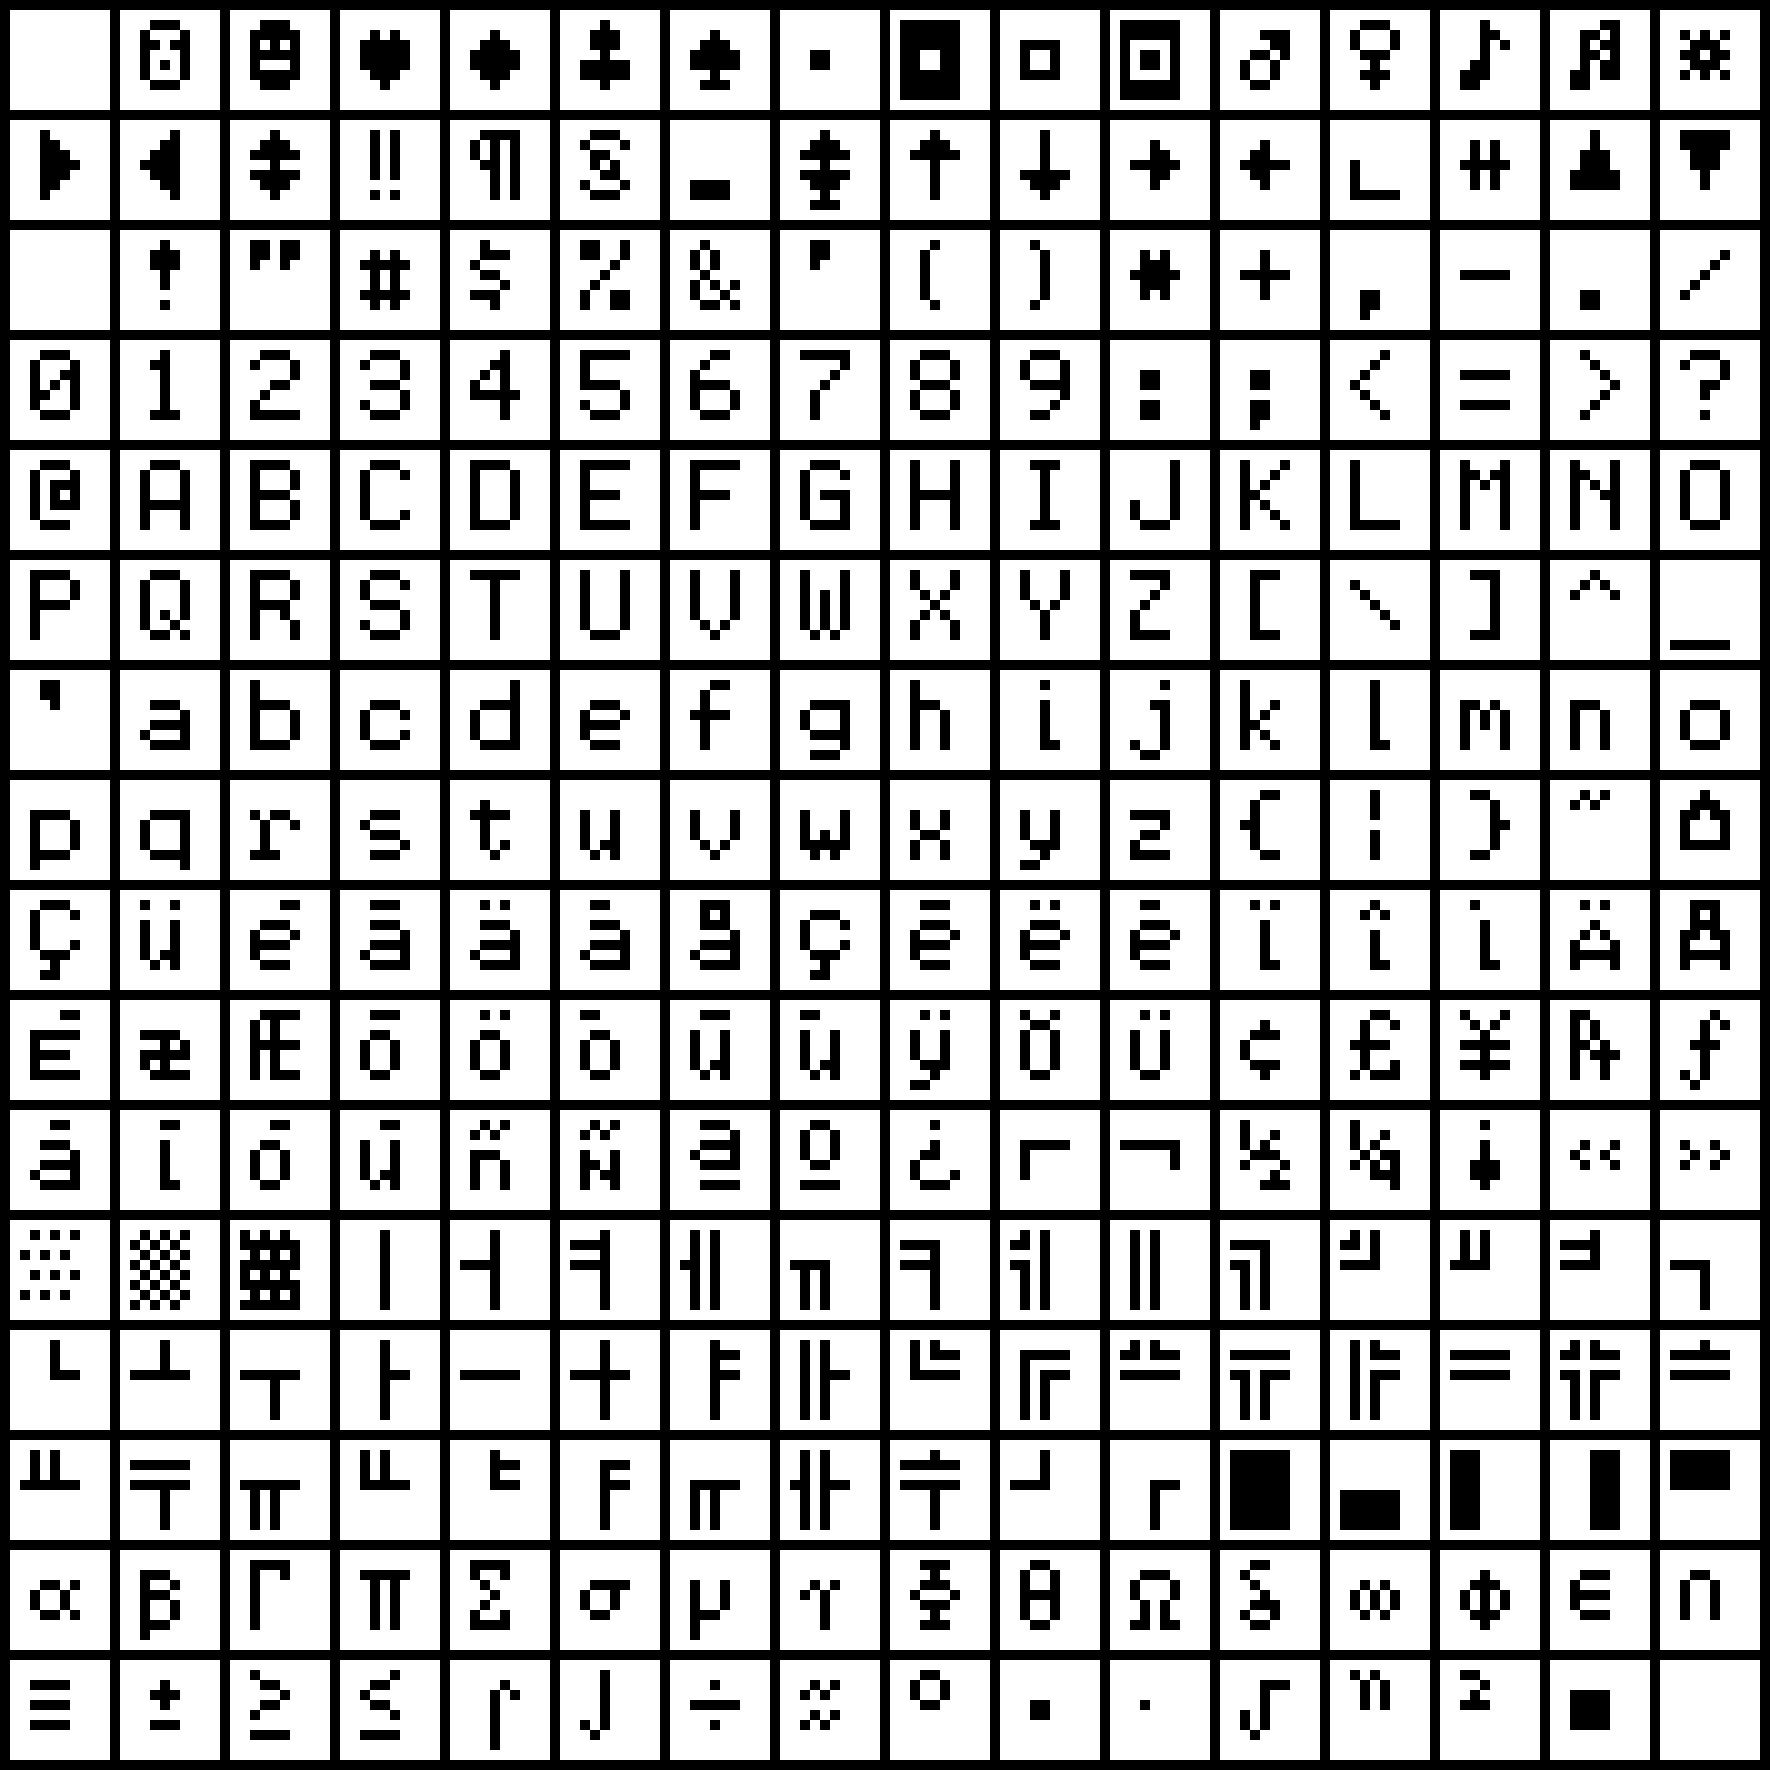 ☺ ☻ ♥ ♦ ♣ ♠ • ◘ ○ ◙ ♂ ♀ ♪ ♫ ☼
► ◄ ↕ ‼ ¶ § ▬ ↨ ↑ ↓ → ← ∟ ↔ ▲ ▼
! " # $ % & ' ( ) * + , - . /
0 1 2 3 4 5 6 7 8 9 : ; < = > ?
@ A B C D E F G H I J K L M N O
P Q R S T U V W X Y Z [ \ ] ^ _
` a b c d e f g h i j k l m n o
p q r s t u v w x y z { ¦ } ~ ⌂
Ç ü é â ä à å ç ê ë è ï î ì Ä Å
É æ Æ ô ö ò û ù ÿ Ö Ü ¢ £ ¥ ₧ ƒ
á í ó ú ñ Ñ ª º ¿ ⌐ ¬ ½ ¼ ¡ « »
░ ▒ ▓ │ ┤ ╡ ╢ ╖ ╕ ╣ ║ ╗ ╝ ╜ ╛ ┐
└ ┴ ┬ ├ ─ ┼ ╞ ╟ ╚ ╔ ╩ ╦ ╠ ═ ╬ ╧
╨ ╤ ╥ ╙ ╘ ╒ ╓ ╫ ╪ ┘ ┌ █ ▄ ▌ ▐ ▀
α β Γ π Σ σ μ γ Φ θ Ω δ ∞ φ ∈ ∩
≡ ± ≥ ≤ ⌠ ⌡ ÷ ≈ ° ∙ · √ ⁿ ² ■